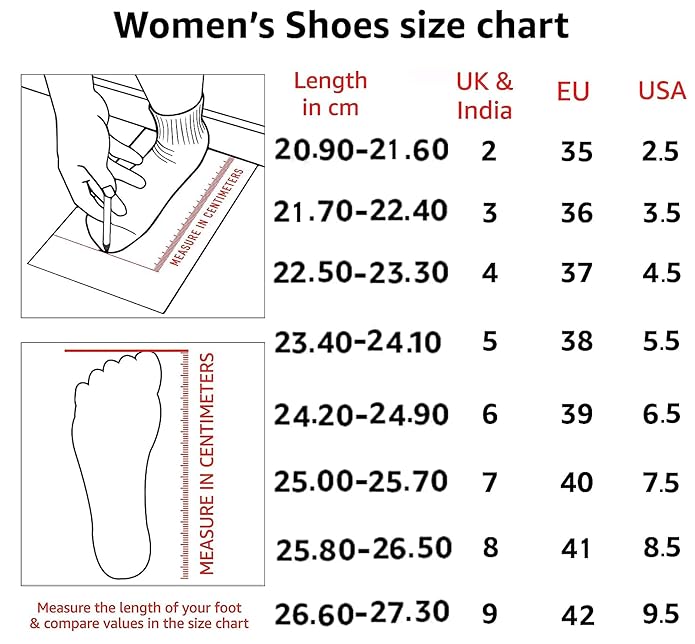 Women's Shoes size chart
Length in cm UK & India EU USA
20.90-21.60 2 35 2.5
21.70-22.40 3 36 3.5
22.50-23.30 4 37 4.5
23.40-24.10 5 38 5.5
24.20-24.90 6 39 6.5
25.00-25.70 7 40 7.5
25.80-26.50 8 41 8.5
26.60-27.30 9 42 9.5
MEASURE IN CENTIMETERS
MEASURE IN CENTIMETERS
Measure the length of your foot
& compare values in the size chart